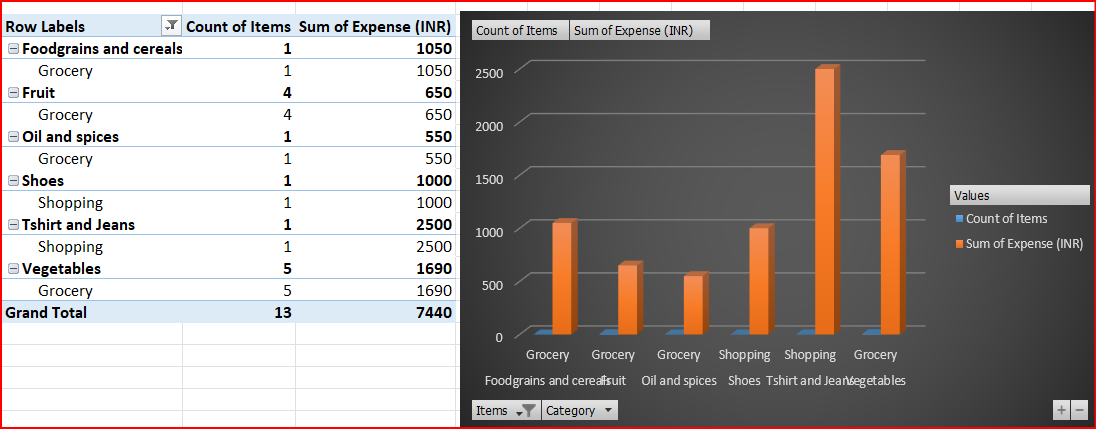 Row Labels Count of Items Sum of Expense (INR)
Foodgrains and cereals 1 1050
Grocery 1 1050
Fruit 4 650
Grocery 4 650
Oil and spices 1 550
Grocery 1 550
Shoes 1 1000
Shopping 1 1000
Tshirt and Jeans 1 2500
Shopping 1 2500
Vegetables 5 1690
Grocery 5 1690
Grand Total 13 7440
Count of Items Sum of Expense (INR)
2500
2000
1500
1000
500
0
Grocery Grocery Grocery Shopping Shopping Grocery
Foodgrains and cereals Fruit Oil and spices Shoes Tshirt and Jeans Vegetables
Values
Count of Items
Sum of Expense (INR)
Items Category